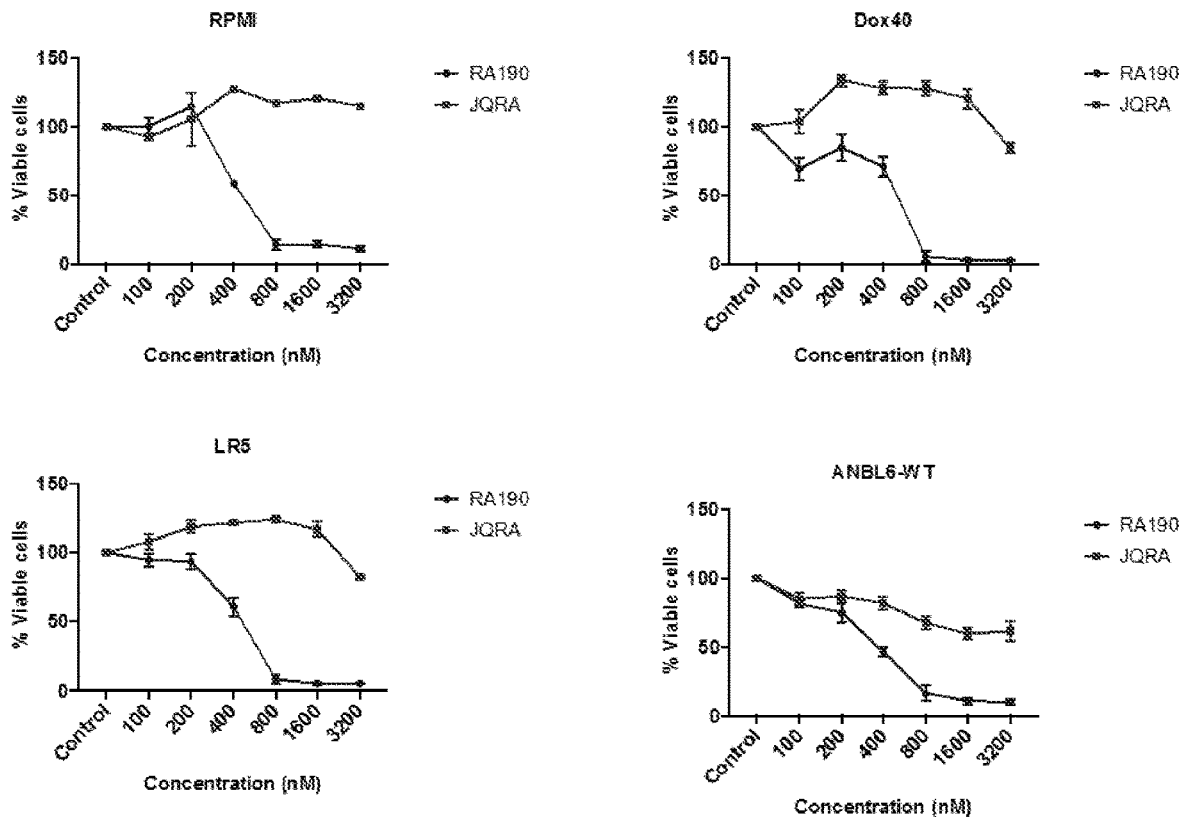 RPMI
150
100
50
0
% Viable cells
RA190
JQRA
Control
100
200
400
800
1600
3200
Concentration (nM)
Dox40
150
100
50
0
% Viable cells
RA190
JQRA
Control
100
200
400
800
1600
3200
Concentration (nM)
LR5
150
100
50
0
% Viable cells
RA190
JQRA
Control
100
200
400
800
1600
3200
Concentration (nM)
ANBL6-WT
150
100
50
0
% Viable cells
RA190
JQRA
Control
100
200
400
800
1600
3200
Concentration (nM)